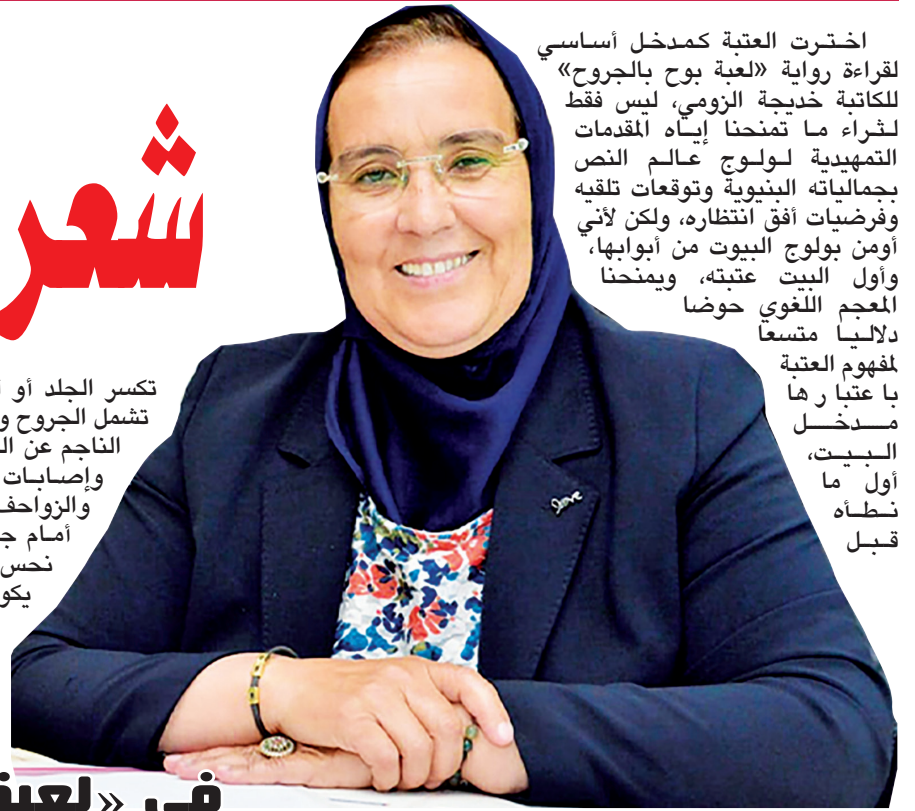 اخترت العتبة كمدخل أساسي
لقراءة رواية «لعبة بوح بالجروح»
للكاتبة خديجة الزومي، ليس فقط
لثراء ما تمنحنا إياه المقدمات
التمهيدية لولوج عالم النص
بجمالياته البنيوية وتوقعات تلقيه
وفرضيات أفق انتظاره، ولكن لأني
أومن بولوج البيوت من أبوابها،
وأول البيت عتبته، ويمنحنا
المعجم اللغوي حوضا
دلاليا متسعا
لمفهوم العتبة
باعتبارها
مدخل
البيت،
أول ما
نطأه
قبل
شعر
تكسر الجلد أو
تشمل الجروح و
الناجم عن
وإصابات
والزواحف
أمام
نحس
في «لعبة
love